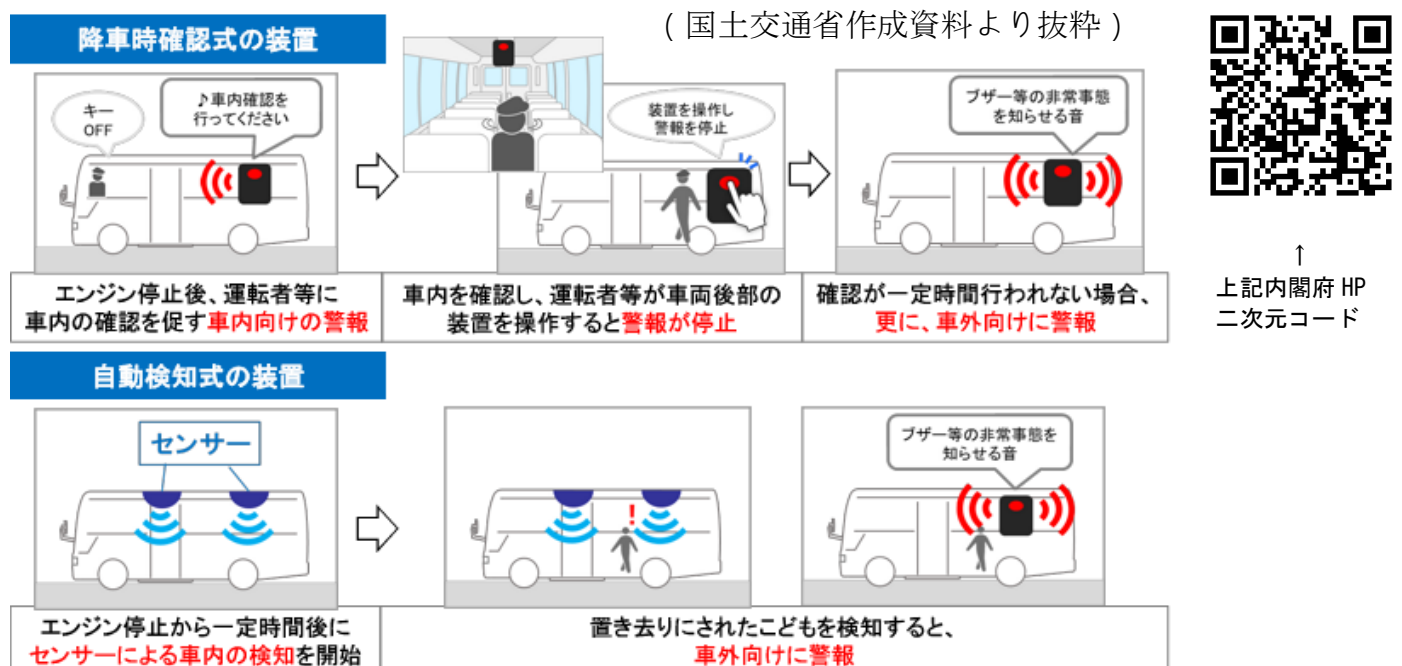 降車時確認式の装置
(国土交通省作成資料より抜粋)
キー
OFF
♪車内確認を
行ってください
装置を操作し
警報を停止
ブザー等の非常事態
を知らせる音
エンジン停止後、運転者等に
車内の確認を促す車内向けの警報
車内を確認し、運転者等が車両後部の
装置を操作すると警報が停止
確認が一定時間行われない場合、
更に、車外向けに警報
↑
上記内閣府HP
二次元コード
自動検知式の装置
センサー
!
ブザー等の非常事態を
知らせる音
エンジン停止から一定時間後に
センサーによる車内の検知を開始
置き去りにされたこどもを検知すると、
車外向けに警報